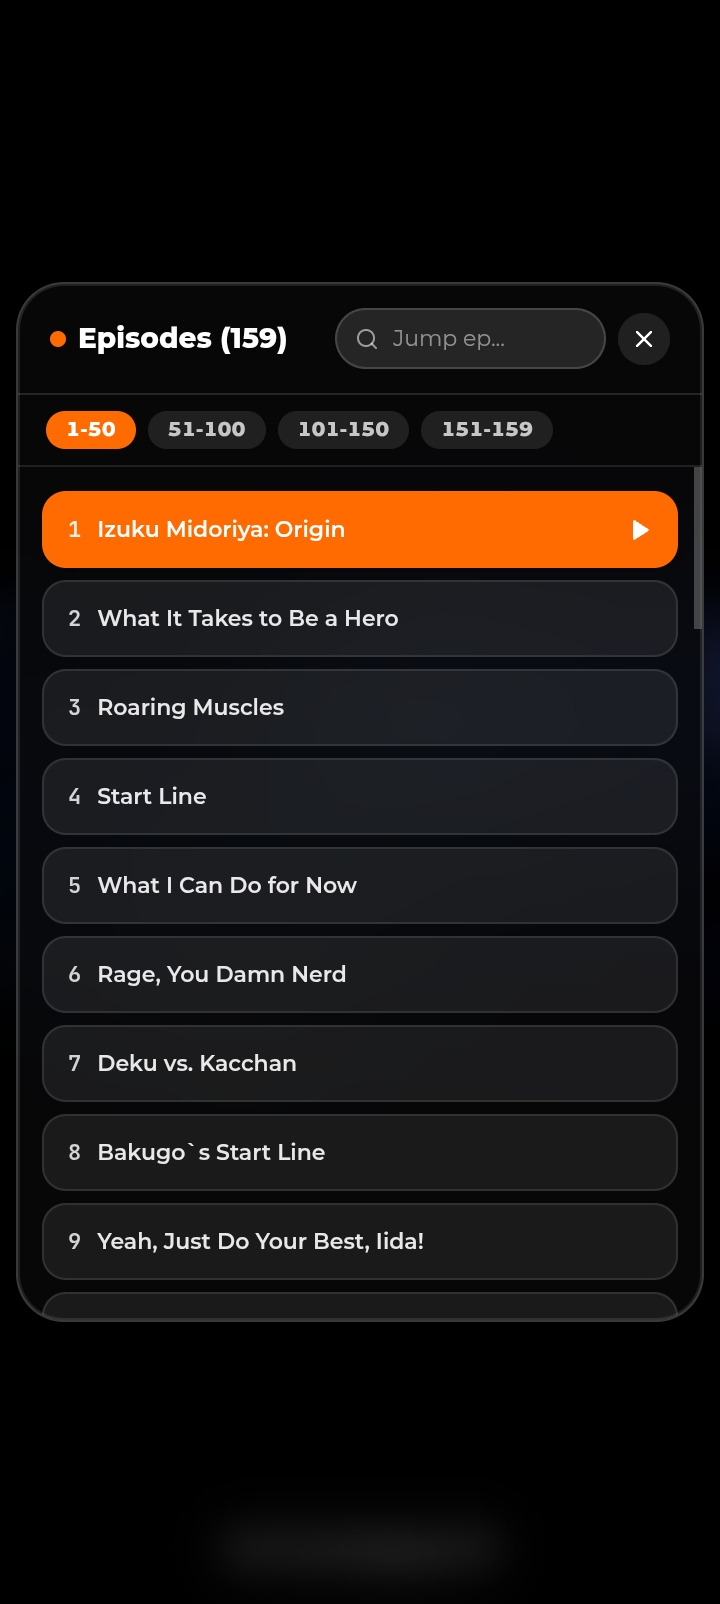 Episodes (159)
Jump ep...
1-50 51-100 101-150 151-159
1 Izuku Midoriya: Origin
2 What It Takes to Be a Hero
3 Roaring Muscles
4 Start Line
5 What I Can Do for Now
6 Rage, You Damn Nerd
7 Deku vs. Kacchan
8 Bakugo`s Start Line
9 Yeah, Just Do Your Best, Iida!